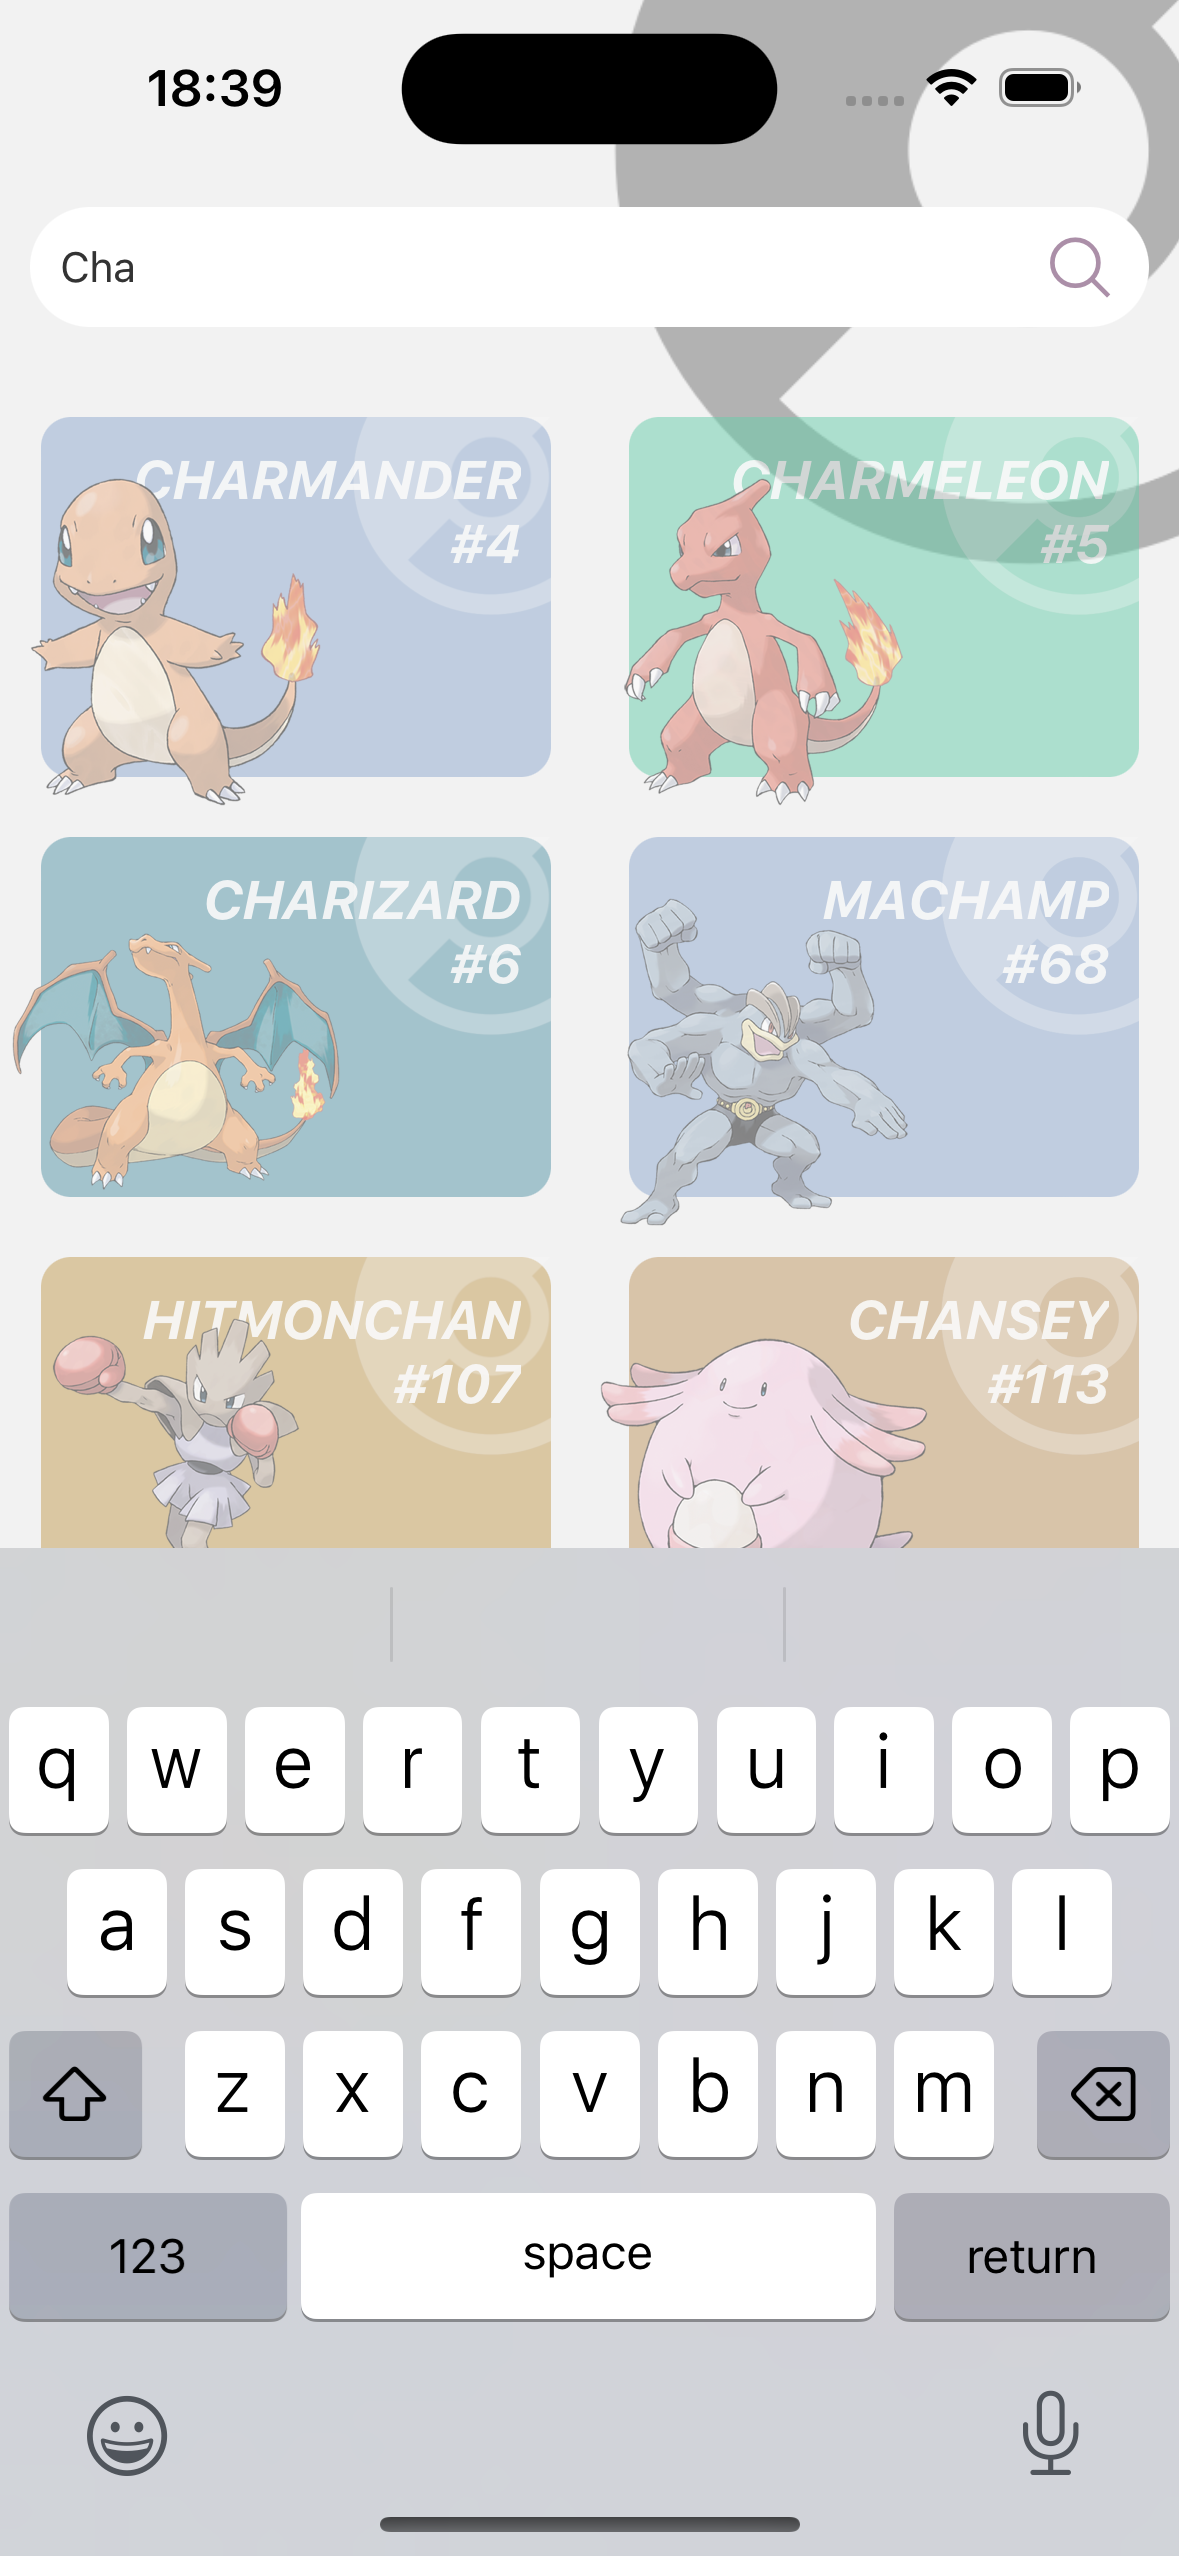 18:39
Cha
CHARMANDER
#4
CHARMELEON
#5
CHARIZARD
#6
MACHAMP
#68
HITMONCHAN
#107
CHANSEY
#113
q w e r t y u i o p
a s d f g h j k l
z x c v b n m
123 space return